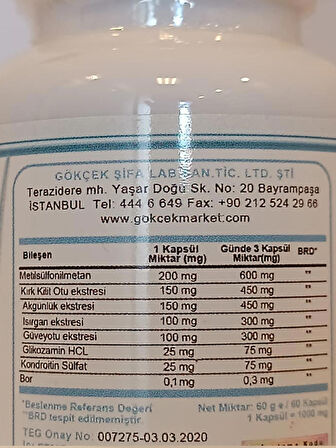 GÖKÇEK ŞİFA LAB.SAN.TİC. LTD. ŞTİ
Terazidere mh. Yaşar Doğu Sk. No: 20 Bayrampaşa
İSTANBUL Tel: 444 6 649 Fax: +90 212 524 29 66
www.gokcekmarket.com
Bileşen 1 Kapsül Miktar (mg) Günde 3 Kapsül Miktar(mg) BRD*
Metilsülfonilmetan 200 mg 600 mg **
Kırk Kilit Otu ekstresi 150 mg 450 mg **
Akgünlük ekstresi 150 mg 450 mg **
Isırgan ekstresi 100 mg 300 mg **
Güveyotu ekstresi 100 mg 300 mg **
Glikozamin HCL 25 mg 75 mg **
Kondroitin Sülfat 25 mg 75 mg **
Bor 0,1 mg 0,3 mg **
*Beslenme Referans Değeri Net Miktar: 60 g / 60 Kapsül
**BRD tespit edilmemiştir. 1 Kapsül = 1000 mg
TEG Onay No: 007275-03.03.2020